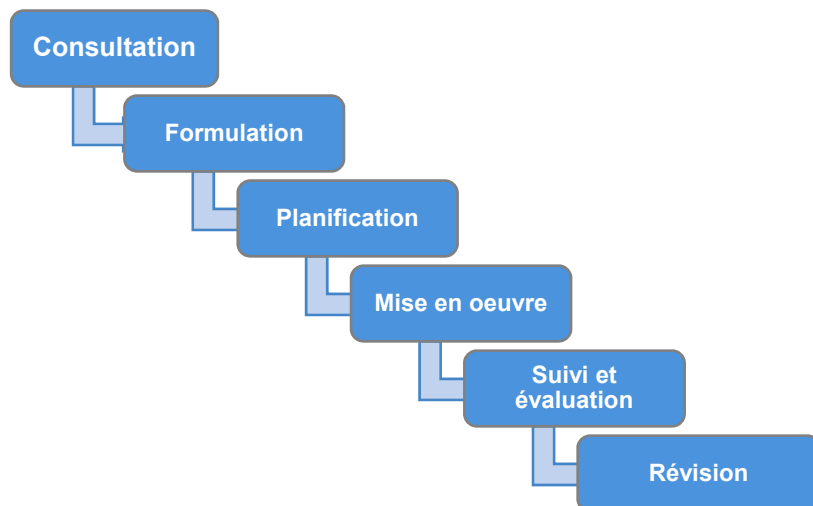 Consultation
Formulation
Planification
Mise en oeuvre
Suivi et
évaluation
Révision